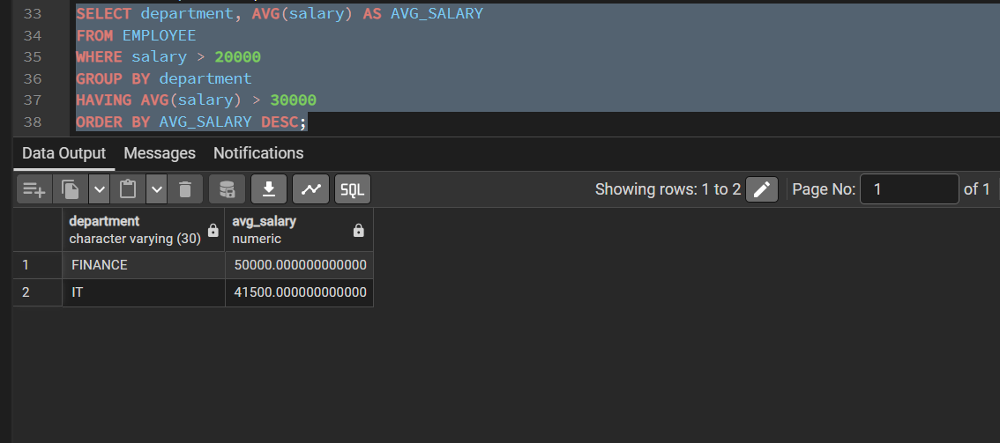 33 SELECT department, AVG(salary) AS AVG_SALARY
34 FROM EMPLOYEE
35 WHERE salary > 20000
36 GROUP BY department
37 HAVING AVG(salary) > 30000
38 ORDER BY AVG_SALARY DESC;
Data Output Messages Notifications
SQL Showing rows: 1 to 2 Page No: 1 of 1
department avg_salary
character varying (30) numeric
1 FINANCE 50000.000000000000
2 IT 41500.000000000000